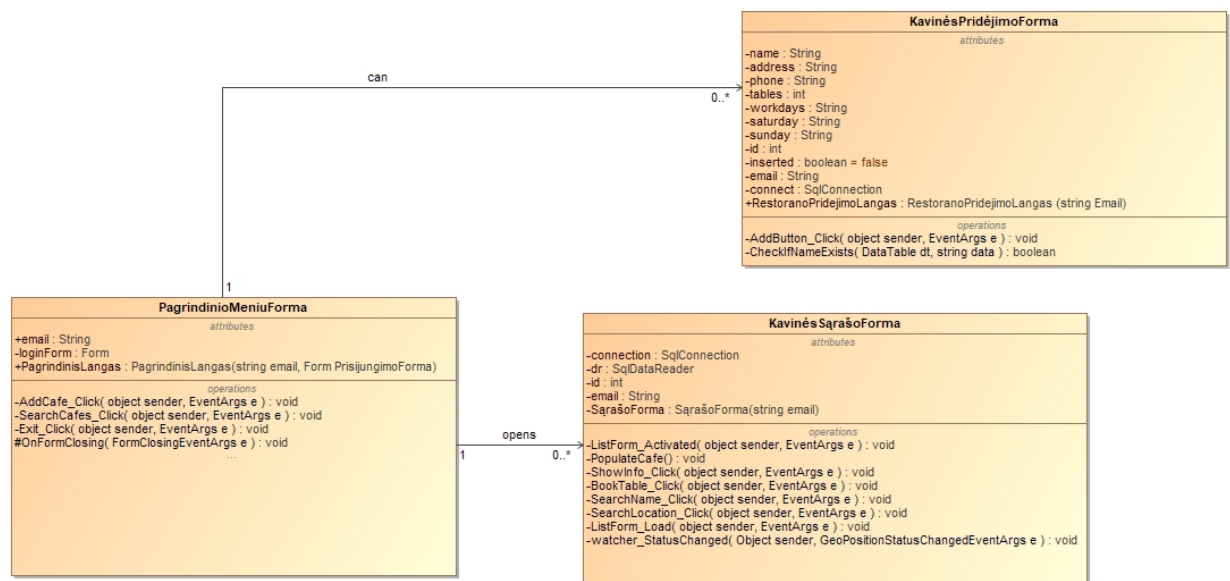 KavinėsPridėjimoForma
attributes
-name : String
-address : String
-phone : String
-tables : int
-workdays : String
-saturday : String
-sunday : String
-id : int
-inserted : boolean = false
-email : String
-connect : SqlConnection
+RestoranoPridejimoLangas : RestoranoPridejimoLangas (string Email)
operations
-AddButton_Click( object sender, EventArgs e ) : void
-CheckIfNameExists( DataTable dt, string data ) : boolean
can
0..*
1
PagrindinioMeniuForma
attributes
+email : String
-loginForm : Form
+PagrindinisLangas : PagrindinisLangas(string email, Form PrisijungimoForma)
operations
-AddCafe_Click( object sender, EventArgs e ) : void
-SearchCafes_Click( object sender, EventArgs e ) : void
-Exit_Click( object sender, EventArgs e ) : void
#OnFormClosing( FormClosingEventArgs e ) : void
...
opens
1
0..*
KavinėsSąrašoForma
attributes
-connection : SqlConnection
-dr : SqlDataReader
-id : int
-email : String
-SąrašoForma : SąrašoForma(string email)
operations
-ListForm_Activated( object sender, EventArgs e ) : void
-PopulateCafe() : void
-ShowInfo_Click( object sender, EventArgs e ) : void
-BookTable_Click( object sender, EventArgs e ) : void
-SearchName_Click( object sender, EventArgs e ) : void
-SearchLocation_Click( object sender, EventArgs e ) : void
-ListForm_Load( object sender, EventArgs e ) : void
-watcher_StatusChanged( Object sender, GeoPositionStatusChangedEventArgs e ) : void